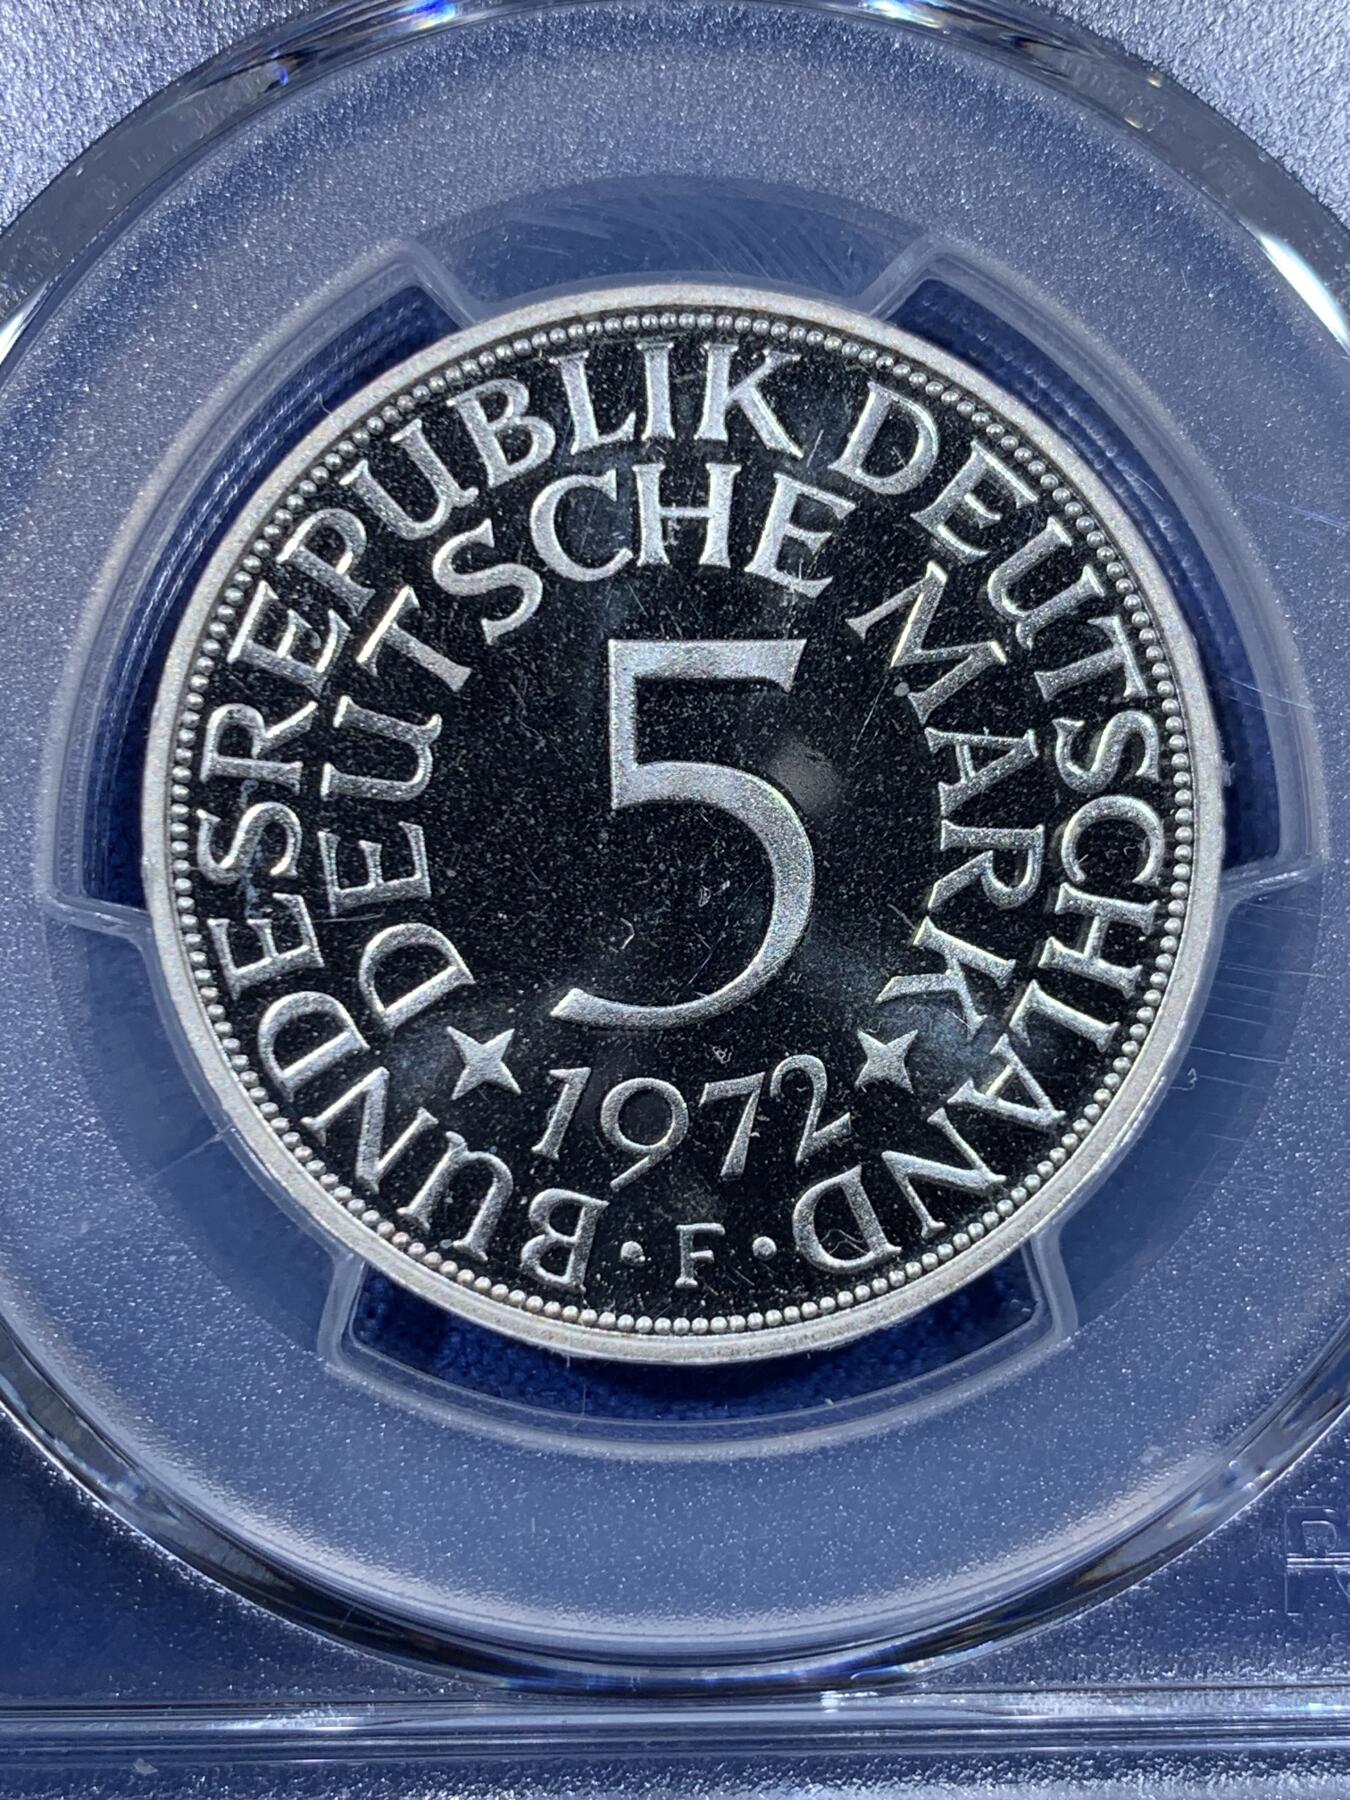 BUNDESREPUBLIK DEUTSCHLAND
DEUTSCHE MARK
5
1972
· F ·